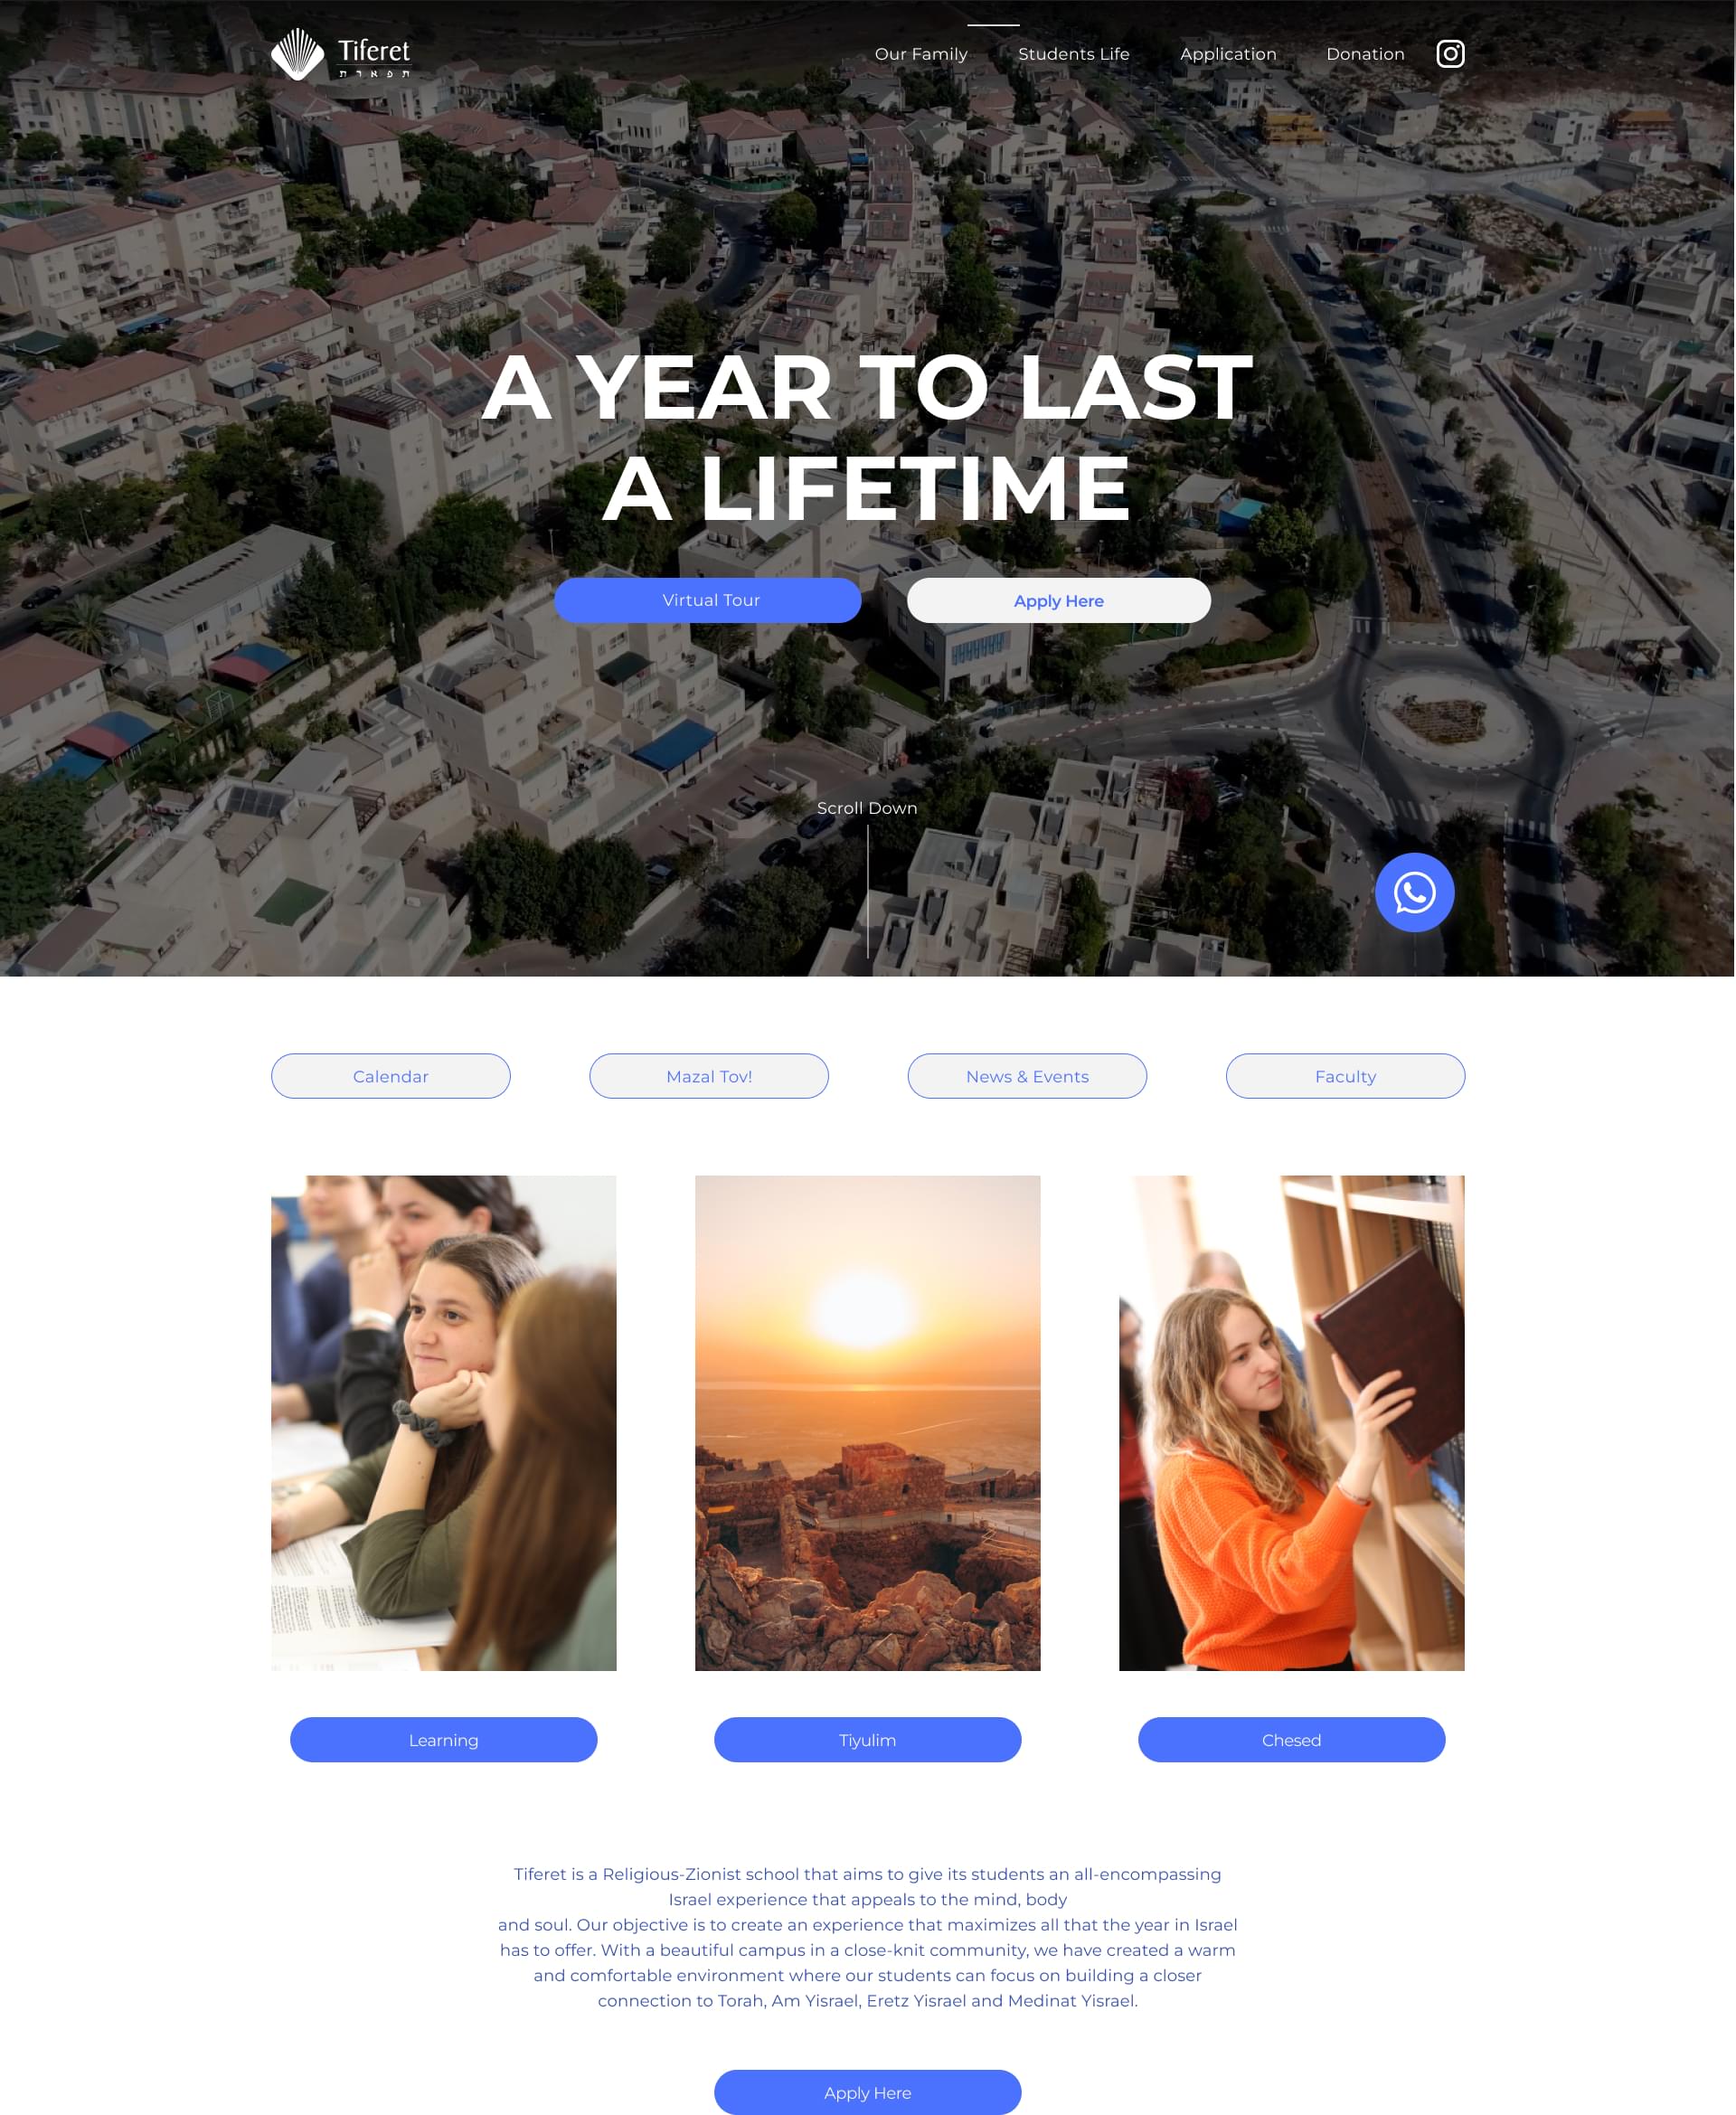 Tiferet
תפארת
Our Family
Students Life
Application
Donation
A YEAR TO LAST
A LIFETIME
Virtual Tour
Apply Here
Scroll Down
Calendar
Mazal Tov!
News & Events
Faculty
Learning
Tiyulim
Chesed
Tiferet is a Religious-Zionist school that aims to give its students an all-encompassing
Israel experience that appeals to the mind, body
and soul. Our objective is to create an experience that maximizes all that the year in Israel
has to offer. With a beautiful campus in a close-knit community, we have created a warm
and comfortable environment where our students can focus on building a closer
connection to Torah, Am Yisrael, Eretz Yisrael and Medinat Yisrael.
Apply Here